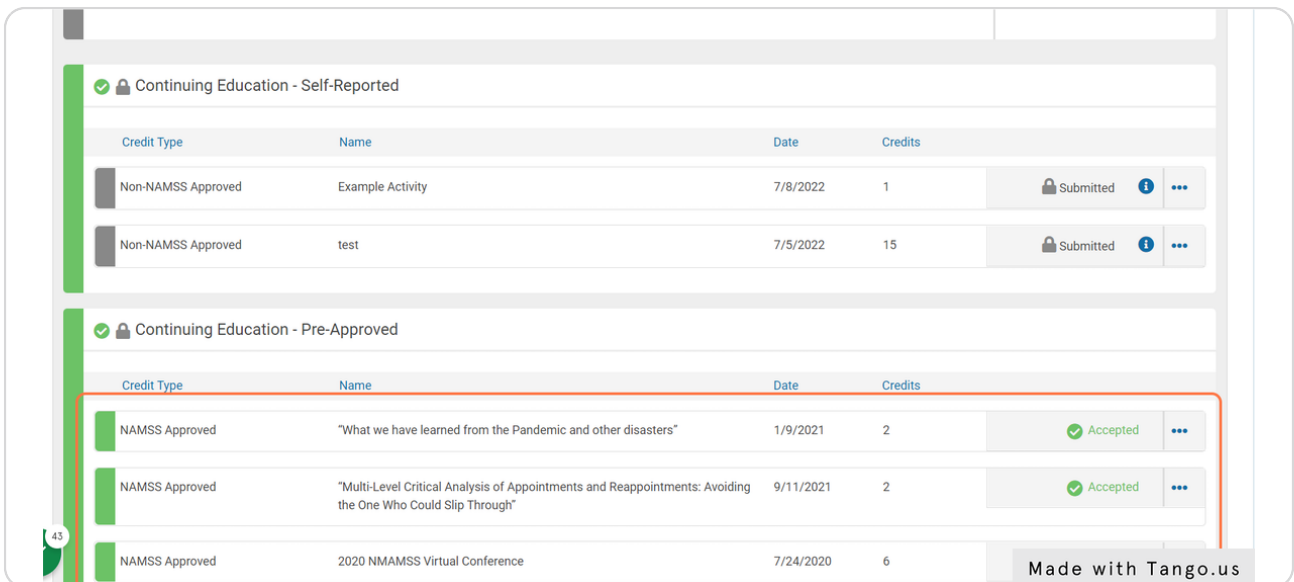 Continuing Education - Self-Reported
Credit Type Name Date Credits
Non-NAMSS Approved Example Activity 7/8/2022 1 Submitted
Non-NAMSS Approved test 7/5/2022 15 Submitted
Continuing Education - Pre-Approved
Credit Type Name Date Credits
NAMSS Approved "What we have learned from the Pandemic and other disasters" 1/9/2021 2 Accepted
NAMSS Approved "Multi-Level Critical Analysis of Appointments and Reappointments: Avoiding 9/11/2021 2 Accepted
the One Who Could Slip Through"
43
NAMSS Approved 2020 NMAMSS Virtual Conference 7/24/2020 6
Made with Tango.us